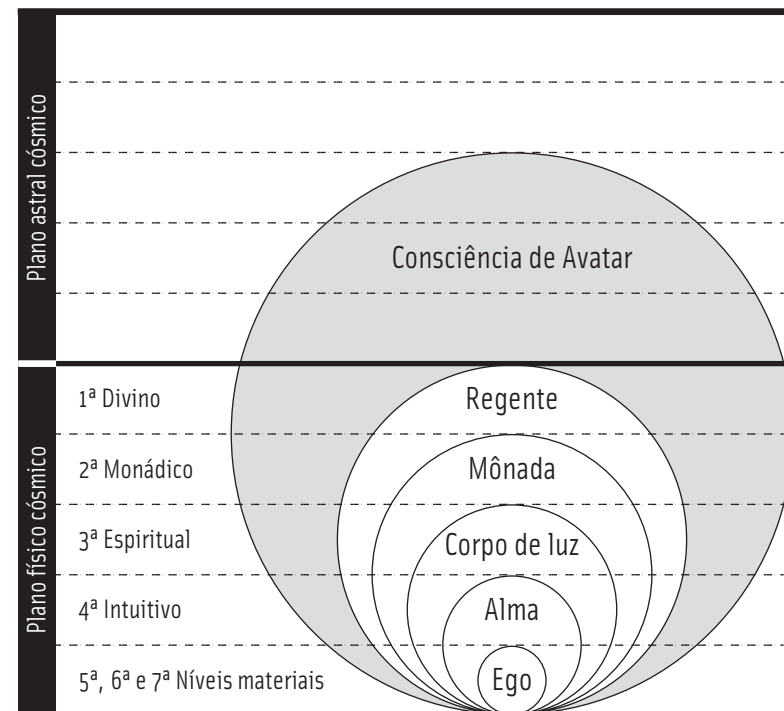 Plano astral cósmico
Consciência de Avatar
Plano físico cósmico
1ª Divino
Regente
2ª Monádico
Mônada
3ª Espiritual
Corpo de luz
4ª Intuitivo
Alma
5ª, 6ª e 7ª Níveis materiais
Ego